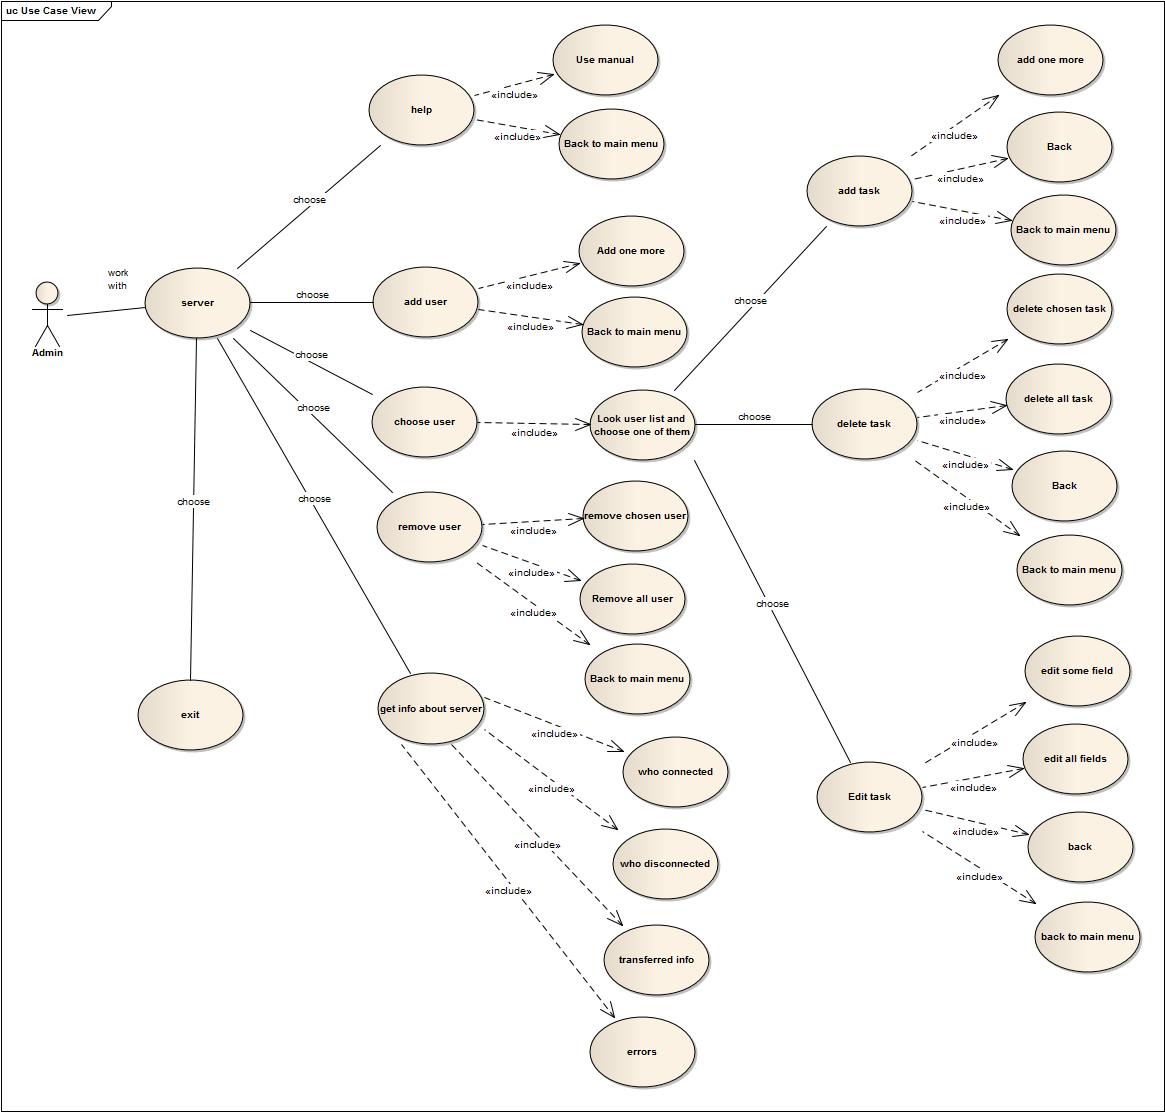 uc Use Case View
Use manual
add one more
help
«include»
«include»
Back to main menu
«include»
Back
«include»
add task
«include»
Back to main menu
choose
Add one more
work
with
Admin
server
choose
add user
«include»
«include»
Back to main menu
choose
delete chosen task
«include»
choose
choose
choose user
«include»
Look user list and
choose one of them
choose
delete task
delete all task
«include»
«include»
Back
«include»
Back to main menu
choose
choose
remove user
remove chosen user
«include»
«include»
Remove all user
«include»
Back to main menu
choose
exit
get info about server
«include»
who connected
«include»
who disconnected
«include»
transferred info
«include»
errors
edit some field
«include»
edit all fields
«include»
Edit task
«include»
back
«include»
back to main menu